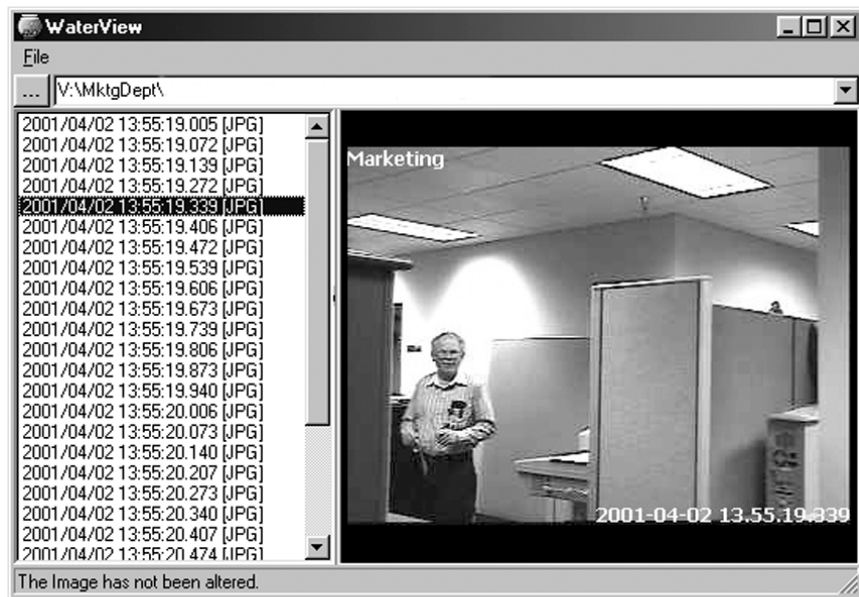 WaterView
File
... V:\MktgDept\
2001/04/02 13:55:19.005 [JPG]
2001/04/02 13:55:19.072 [JPG]
2001/04/02 13:55:19.139 [JPG]
2001/04/02 13:55:19.272 [JPG]
2001/04/02 13:55:19.339 [JPG]
2001/04/02 13:55:19.406 [JPG]
2001/04/02 13:55:19.472 [JPG]
2001/04/02 13:55:19.539 [JPG]
2001/04/02 13:55:19.606 [JPG]
2001/04/02 13:55:19.673 [JPG]
2001/04/02 13:55:19.739 [JPG]
2001/04/02 13:55:19.806 [JPG]
2001/04/02 13:55:19.873 [JPG]
2001/04/02 13:55:19.940 [JPG]
2001/04/02 13:55:20.006 [JPG]
2001/04/02 13:55:20.073 [JPG]
2001/04/02 13:55:20.140 [JPG]
2001/04/02 13:55:20.207 [JPG]
2001/04/02 13:55:20.273 [JPG]
2001/04/02 13:55:20.340 [JPG]
2001/04/02 13:55:20.407 [JPG]
2001/04/02 13:55:20.474 [JPG]
Marketing
2001-04-02 13.55.19.339
The Image has not been altered.